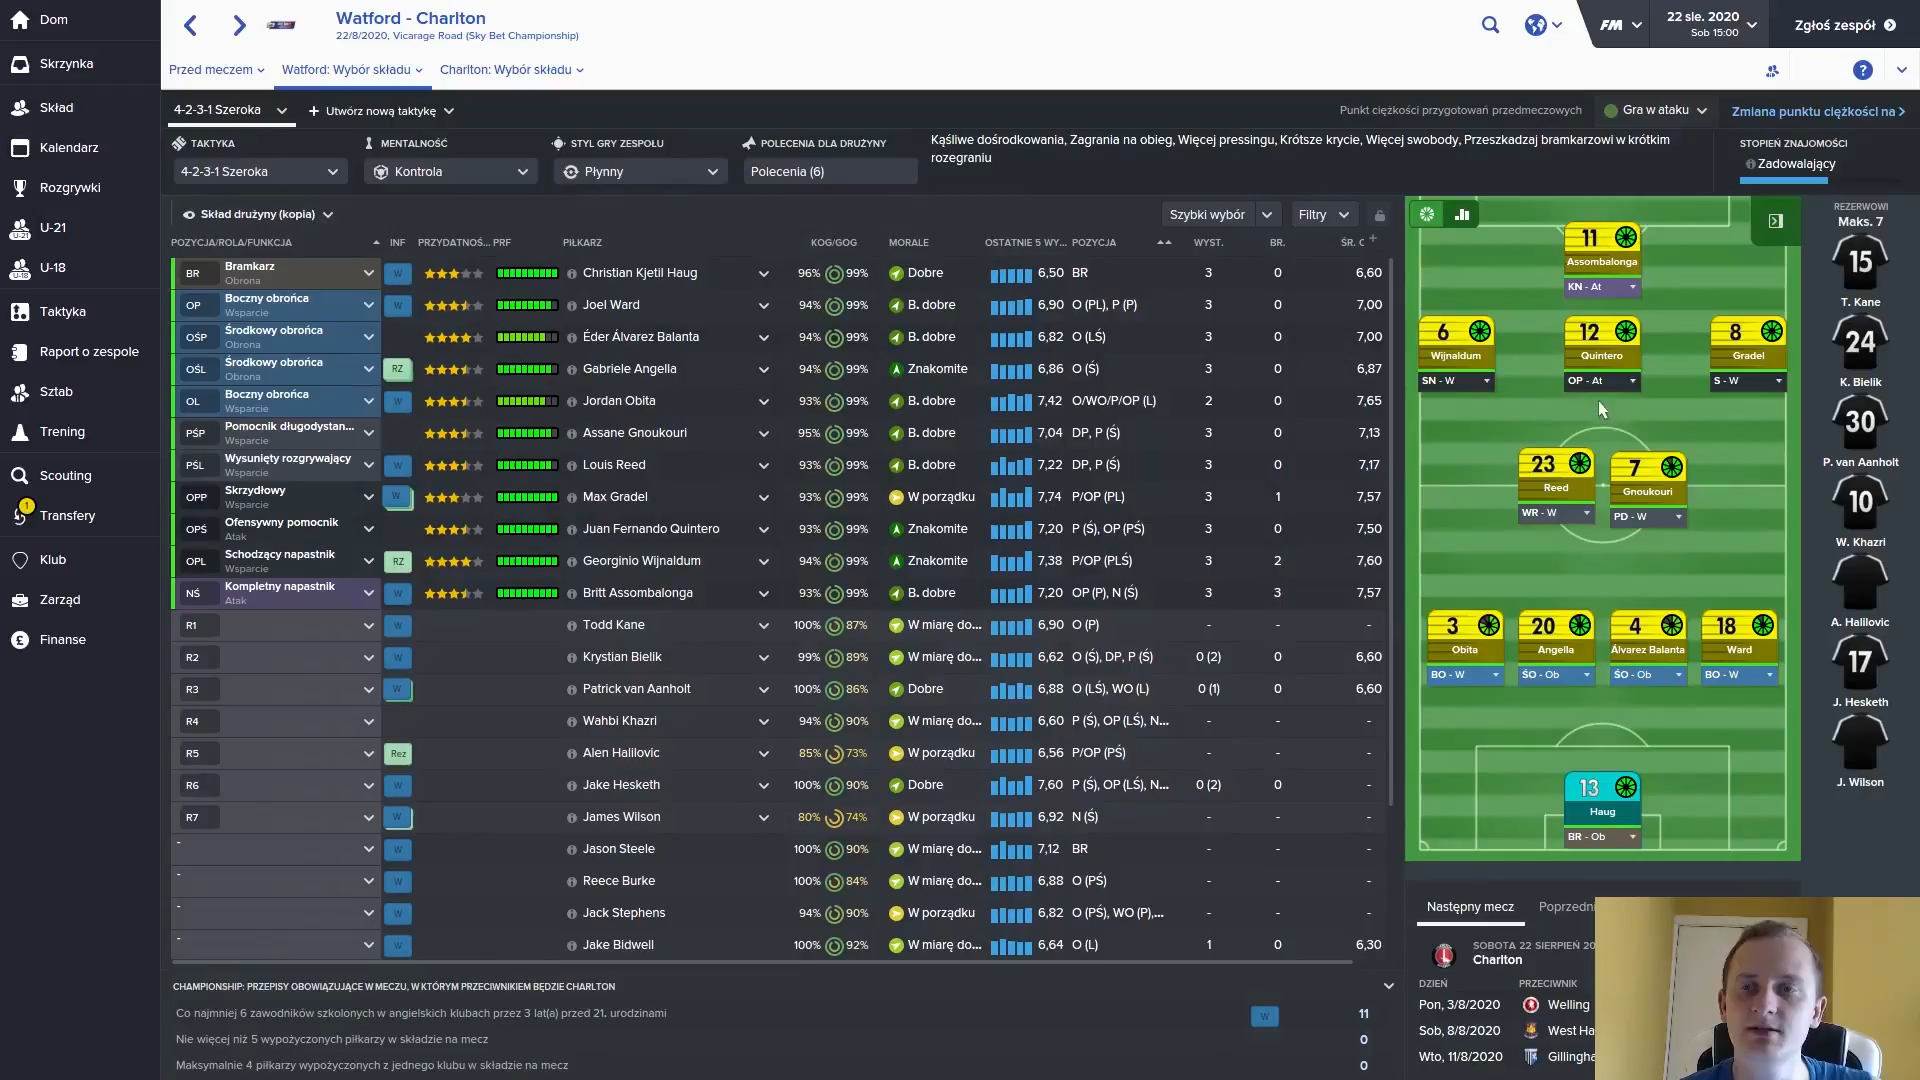 Dom
Skrzynka
Skład
Kalendarz
Rozgrywki
U-21
U-18
Taktyka
Raport o zespole
Sztab
Trening
Scouting
1
Transfery
Klub
Zarząd
Finanse
Watford - Charlton
22/8/2020, Vicarage Road (Sky Bet Championship)
FM
22 sie. 2020
Sob 15:00
Zgłoś zespół
Przed meczem
Watford: Wybór składu
Charlton: Wybór składu
?
4-2-3-1 Szeroka
+ Utwórz nową taktykę
Punkt ciężkości przygotowań przedmeczowych
Gra w ataku
Zmiana punktu ciężkości na >
TAKTYKA
4-2-3-1 Szeroka
MENTALNOŚĆ
Kontrola
STYL GRY ZESPOŁU
Płynny
POLECENIA DLA DRUŻYNY
Polecenia (6)
Kąśliwe dośrodkowania, Zagrania na obieg, Więcej pressingu, Krótsze krycie, Więcej swobody, Przeszkadzaj bramkarzowi w krótkim
rozegraniu
STOPIEŃ ZNAJOMOŚCI
Zadowalający
Skład drużyny (kopia)
Szybki wybór
Filtry
POZYCJA/ROLA/FUNKCJA INF PRZYDATNOŚ... PRF PIŁKARZ KOG/GOG MORALE OSTATNIE 5 WY... POZYCJA WYST. BR. ŚR. C +
BR Bramkarz Obrona W Christian Kjetil Haug 96% 99% Dobre 6,50 BR 3 0 6,60
OP Boczny obrońca Wsparcie W Joel Ward 94% 99% B. dobre 6,90 O (PL), P (P) 3 0 7,00
OŚP Środkowy obrońca Obrona Éder Álvarez Balanta 94% 99% B. dobre 6,82 O (LŚ) 3 0 7,00
OŚL Środkowy obrońca Obrona RZ Gabriele Angella 94% 99% Znakomite 6,86 O (Ś) 3 0 6,87
OL Boczny obrońca Wsparcie W Jordan Obita 93% 99% B. dobre 7,42 O/WO/P/OP (L) 2 0 7,65
PŚP Pomocnik długodystan... Wsparcie Assane Gnoukouri 95% 99% B. dobre 7,04 DP, P (Ś) 3 0 7,13
PŚL Wysunięty rozgrywający Wsparcie W Louis Reed 93% 99% B. dobre 7,22 DP, P (Ś) 3 0 7,17
OPP Skrzydłowy Wsparcie W Max Gradel 93% 99% W porządku 7,74 P/OP (PL) 3 1 7,57
OPŚ Ofensywny pomocnik Atak Juan Fernando Quintero 93% 99% Znakomite 7,20 P (Ś), OP (PŚ) 3 0 7,50
OPL Schodzący napastnik Wsparcie RZ Georginio Wijnaldum 94% 99% Znakomite 7,38 P/OP (PLŚ) 3 2 7,60
NŚ Kompletny napastnik Atak W Britt Assombalonga 93% 99% B. dobre 7,20 OP (P), N (Ś) 3 3 7,57
R1 W Todd Kane 100% 87% W miarę do... 6,90 O (P) - - -
R2 W Krystian Bielik 99% 89% W miarę do... 6,62 O (Ś), DP, P (Ś) 0 (2) 0 6,60
R3 W Patrick van Aanholt 100% 86% Dobre 6,88 O (LŚ), WO (L) 0 (1) 0 6,60
R4 Wahbi Khazri 94% 90% W miarę do... 6,60 P (Ś), OP (LŚ), N... - - -
R5 Rez Alen Halilovic 85% 73% W porządku 6,56 P/OP (PŚ) - - -
R6 W Jake Hesketh 100% 90% Dobre 7,60 P (Ś), OP (LŚ), N... 0 (2) 0 -
R7 W James Wilson 80% 74% W porządku 6,92 N (Ś) - - -
- W Jason Steele 100% 90% W miarę do... 7,12 BR - - -
- W Reece Burke 100% 84% W miarę do... 6,88 O (PŚ) - - -
- W Jack Stephens 94% 90% W porządku 6,82 O (PŚ), WO (P),... - - -
- W Jake Bidwell 100% 92% W miarę do... 6,64 O (L) 1 0 6,30
CHAMPIONSHIP: PRZEPISY OBOWIĄZUJĄCE W MECZU, W KTÓRYM PRZECIWNIKIEM BĘDZIE CHARLTON
Co najmniej 6 zawodników szkolonych w angielskich klubach przez 3 lat(a) przed 21, urodzinami W 11
Nie więcej niż 5 wypożyczonych piłkarzy w składzie na mecz 0
Maksymalnie 4 piłkarzy wypożyczonych z jednego klubu w składzie na mecz 0
11
Assombalonga
KN - At
6 12 8
Wijnaldum Quintero Gradel
SN - W OP - At S - W
23 7
Reed Gnoukouri
WR - W PD - W
3 20 4 18
Obita Angella Álvarez Balanta Ward
BO - W ŚO - Ob ŚO - Ob BO - W
13
Haug
BR - Ob
REZERWOWI
Maks. 7
15
T. Kane
24
K. Bielik
30
P. van Aanholt
10
W. Khazri
A. Halilovic
17
J. Hesketh
J. Wilson
Następny mecz
Poprzedni
SOBOTA 22 SIERPIEŃ 20
Charlton
DZIEŃ PRZECIWNIK
Pon, 3/8/2020 Welling
Sob, 8/8/2020 West Ha
Wto, 11/8/2020 Gillingha